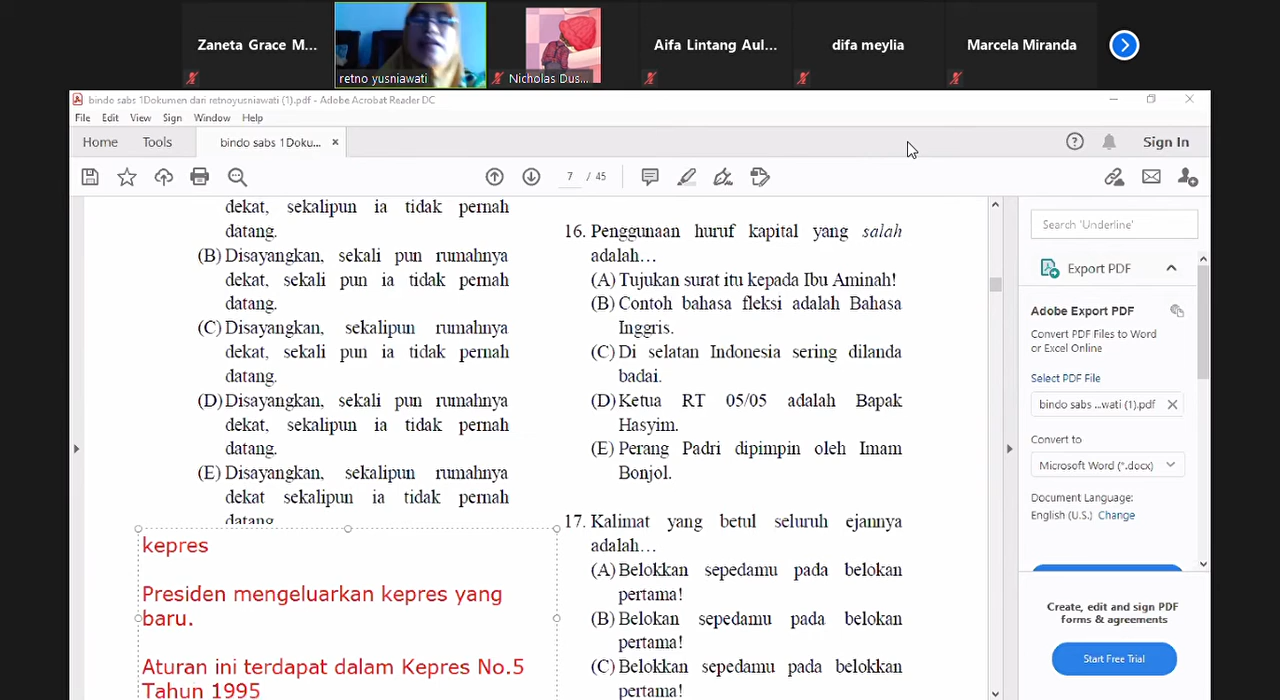 Zaneta Grace M...
retno yusniawati
Nicholas Dus...
Aifa Lintang Aul...
difa meylia
Marcela Miranda
bindo sabs 1Dokumen dari retnoyusniawati (1).pdf - Adobe Acrobat Reader DC
File Edit View Sign Window Help
Home Tools bindo sabs 1Doku... ×
Sign In
7 / 45
dekat, sekalipun ia tidak pernah
datang.
(B) Disayangkan, sekali pun rumahnya
dekat, sekali pun ia tidak pernah
datang.
(C) Disayangkan, sekalipun rumahnya
dekat, sekali pun ia tidak pernah
datang.
(D) Disayangkan, sekali pun rumahnya
dekat, sekalipun ia tidak pernah
datang.
(E) Disayangkan, sekalipun rumahnya
dekat sekalipun ia tidak pernah
datang
kepres
Presiden mengeluarkan kepres yang
baru.
Aturan ini terdapat dalam Kepres No.5
Tahun 1995
16. Penggunaan huruf kapital yang salah
adalah…
(A) Tujukan surat itu kepada Ibu Aminah!
(B) Contoh bahasa fleksi adalah Bahasa
Inggris.
(C) Di selatan Indonesia sering dilanda
badai.
(D) Ketua RT 05/05 adalah Bapak
Hasyim.
(E) Perang Padri dipimpin oleh Imam
Bonjol.
17. Kalimat yang betul seluruh ejannya
adalah…
(A) Belokkan sepedamu pada belokan
pertama!
(B) Belokan sepedamu pada belokan
pertama!
(C) Belokkan sepedamu pada belokkan
pertama!
Search 'Underline'
Export PDF
Adobe Export PDF
Convert PDF Files to Word
or Excel Online
Select PDF File
bindo sabs ...wati (1).pdf
Convert to
Microsoft Word (*.docx)
Document Language:
English (U.S.) Change
Create, edit and sign PDF
forms & agreements
Start Free Trial